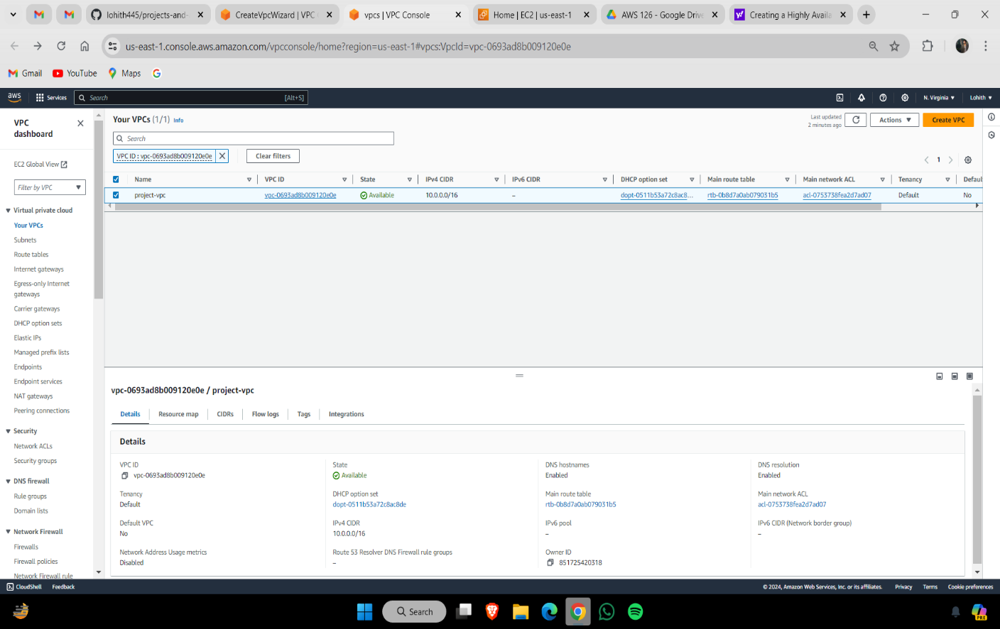 lohith445/projects-and-
CreateVpcWizard | VPC
vpcs | VPC Console
Home | EC2 | us-east-1
AWS 126 - Google Drive
Creating a Highly Availa
us-east-1.console.aws.amazon.com/vpcconsole/home?region=us-east-1#vpcs:VpcId=vpc-0693ad8b009120e0e
Gmail
YouTube
Maps
aws
Services
Search
[Alt+S]
N. Virginia
Lohith
VPC
dashboard
EC2 Global View
Filter by VPC
Virtual private cloud
Your VPCs
Subnets
Route tables
Internet gateways
Egress-only Internet
gateways
Carrier gateways
DHCP option sets
Elastic IPs
Managed prefix lists
Endpoints
Endpoint services
NAT gateways
Peering connections
Security
Network ACLs
Security groups
DNS firewall
Rule groups
Domain lists
Network Firewall
Firewalls
Firewall policies
Network Firewall rule
Your VPCs (1/1) Info
Last updated
2 minutes ago
Actions
Create VPC
Search
VPC ID : vpc-0693ad8b009120e0e
Clear filters
1
Name VPC ID State IPv4 CIDR IPv6 CIDR DHCP option set Main route table Main network ACL Tenancy Defaul
project-vpc vpc-0693ad8b009120e0e Available 10.0.0.0/16 – dopt-0511b53a72c8ac8... rtb-0b8d7a0ab079031b5 acl-0753738fea2d7ad07 Default No
vpc-0693ad8b009120e0e / project-vpc
Details Resource map CIDRs Flow logs Tags Integrations
Details
VPC ID
vpc-0693ad8b009120e0e
State
Available
DNS hostnames
Enabled
DNS resolution
Enabled
Tenancy
Default
DHCP option set
dopt-0511b53a72c8ac8de
Main route table
rtb-0b8d7a0ab079031b5
Main network ACL
acl-0753738fea2d7ad07
Default VPC
No
IPv4 CIDR
10.0.0.0/16
IPv6 pool
–
IPv6 CIDR (Network border group)
–
Network Address Usage metrics
Disabled
Route 53 Resolver DNS Firewall rule groups
–
Owner ID
851725420318
CloudShell
Feedback
© 2024, Amazon Web Services, Inc. or its affiliates.
Privacy
Terms
Cookie preferences
Search
PRE